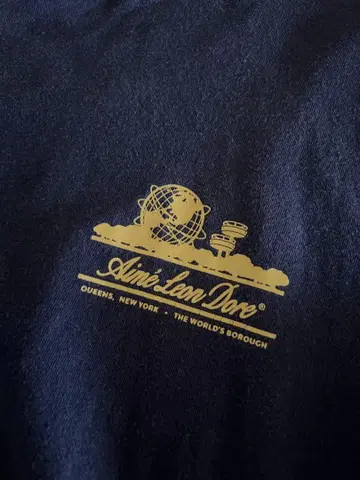 Aimé Leon Dore®
QUEENS, NEW YORK • THE WORLD'S BOROUGH